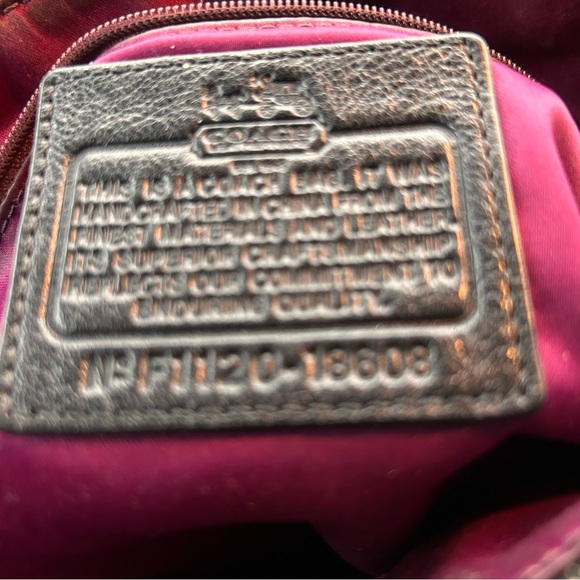 COACH
THIS IS A COACH BAG. IT WAS
HANDCRAFTED IN CHINA FROM THE
FINEST MATERIALS AND LEATHER.
ITS SUPERIOR CRAFTSMANSHIP
REFLECTS OUR COMMITMENT TO
ENDURING QUALITY.
Nº F1120-18608